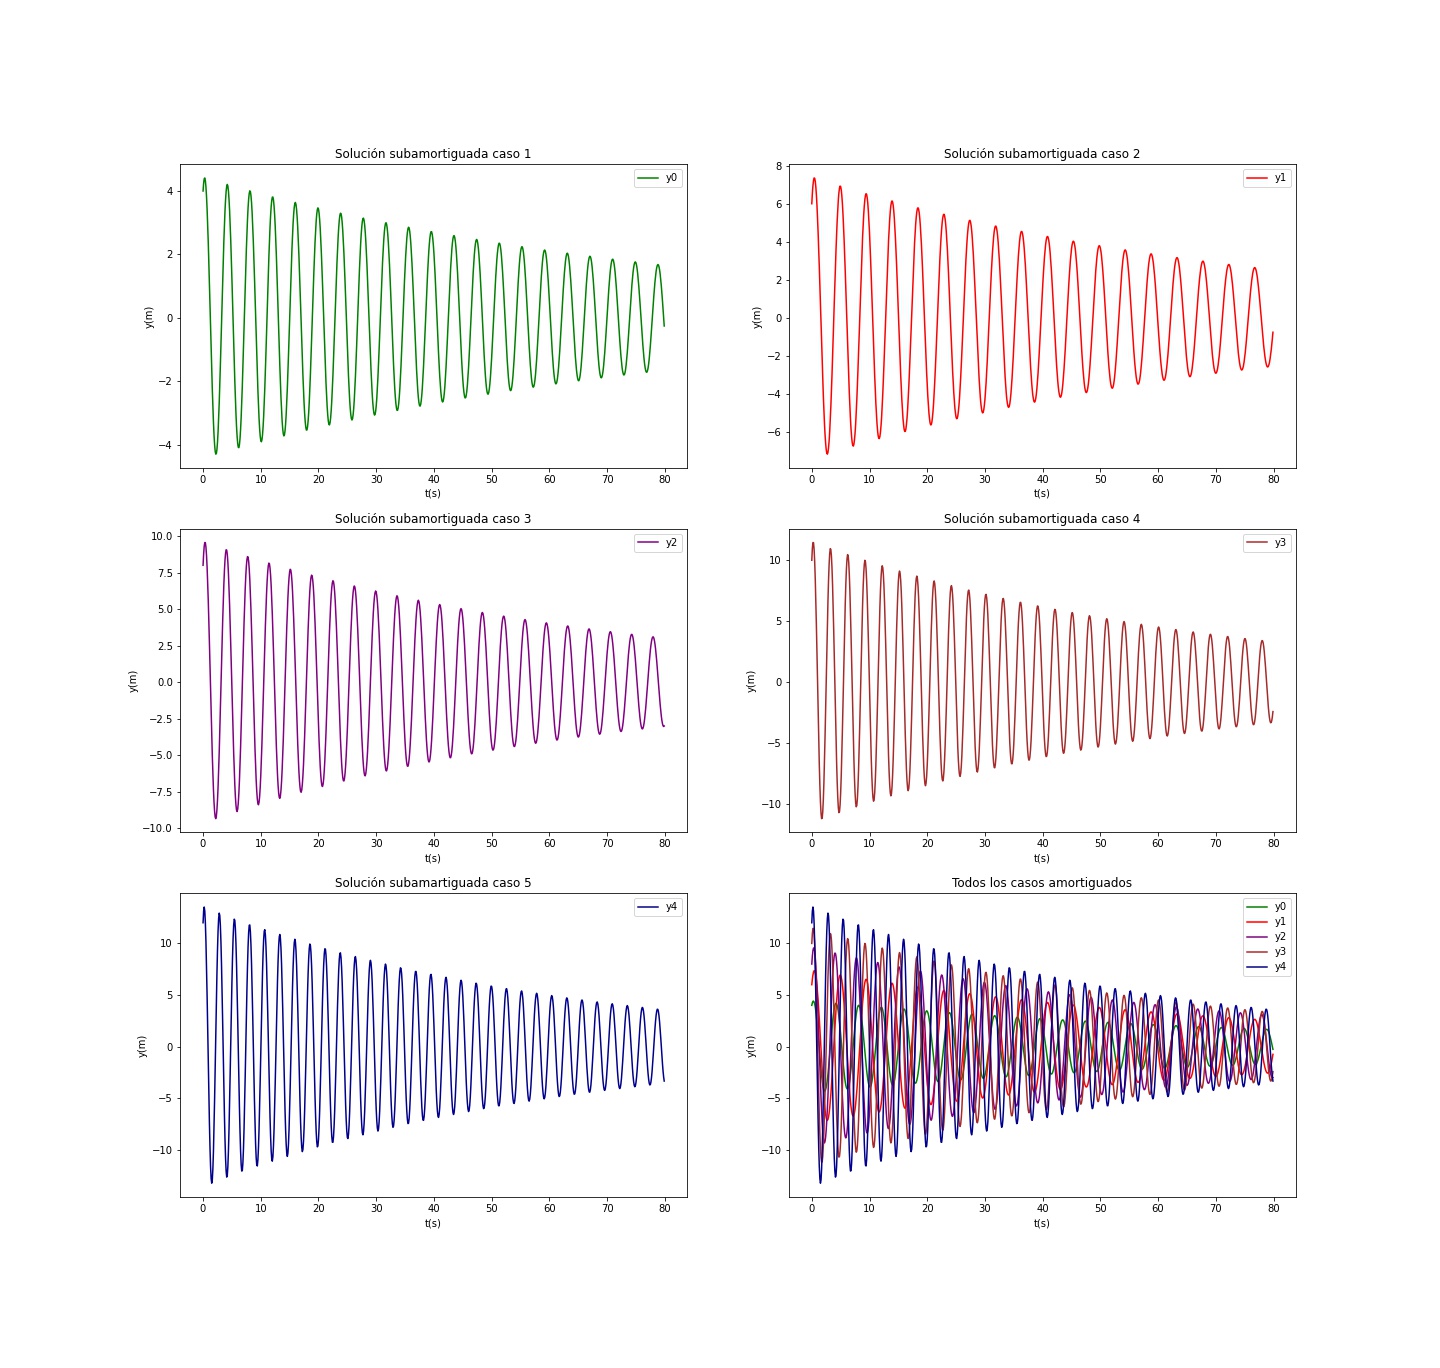 Solución subamortiguada caso 1
y0
4
2
0
−2
−4
y(m)
0 10 20 30 40 50 60 70 80
t(s)
Solución subamortiguada caso 2
y1
8
6
4
2
0
−2
−4
−6
y(m)
0 10 20 30 40 50 60 70 80
t(s)
Solución subamortiguada caso 3
y2
10.0
7.5
5.0
2.5
0.0
−2.5
−5.0
−7.5
−10.0
y(m)
0 10 20 30 40 50 60 70 80
t(s)
Solución subamortiguada caso 4
y3
10
5
0
−5
−10
y(m)
0 10 20 30 40 50 60 70 80
t(s)
Solución subamartiguada caso 5
y4
10
5
0
−5
−10
y(m)
0 10 20 30 40 50 60 70 80
t(s)
Todos los casos amortiguados
y0
y1
y2
y3
y4
10
5
0
−5
−10
y(m)
0 10 20 30 40 50 60 70 80
t(s)